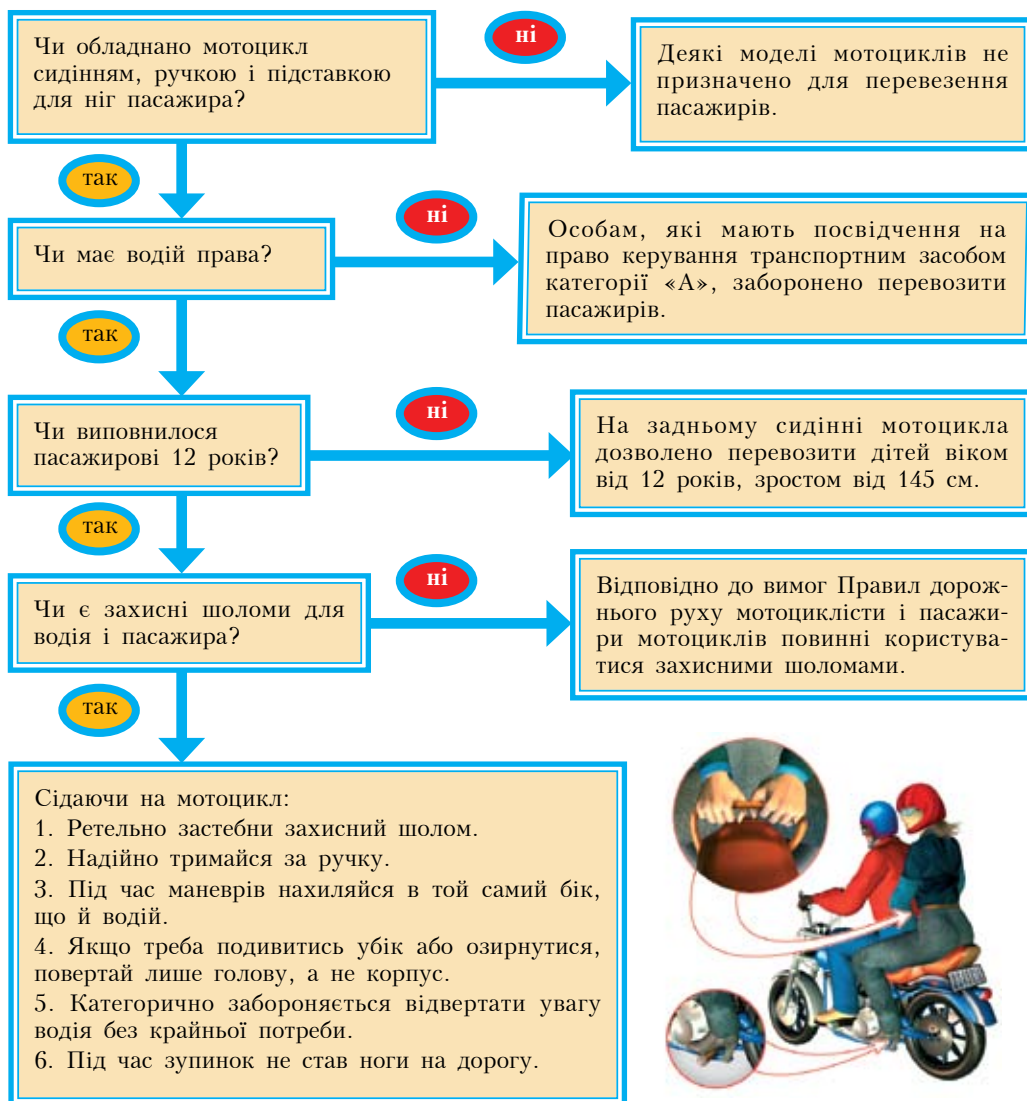 Чи обладнано мотоцикл
сидінням, ручкою і підставкою
для ніг пасажира?
ні
Деякі моделі мотоциклів не
призначено для перевезення
пасажирів.
так
Чи має водій права?
ні
Особам, які мають посвідчення на
право керування транспортним засобом
категорії «А», заборонено перевозити
пасажирів.
так
Чи виповнилося
пасажирові 12 років?
ні
На задньому сидінні мотоцикла
дозволено перевозити дітей віком
від 12 років, зростом від 145 см.
так
Чи є захисні шоломи для
водія і пасажира?
ні
Відповідно до вимог Правил дорож-
нього руху мотоциклісти і пасажи-
ри мотоциклів повинні користува-
тися захисними шоломами.
так
Сідаючи на мотоцикл:
1. Ретельно застебни захисний шолом.
2. Надійно тримайся за ручку.
3. Під час маневрів нахиляйся в той самий бік,
що й водій.
4. Якщо треба подивитись убік або озирнутися,
повертай лише голову, а не корпус.
5. Категорично забороняється відвертати увагу
водія без крайньої потреби.
6. Під час зупинок не став ноги на дорогу.